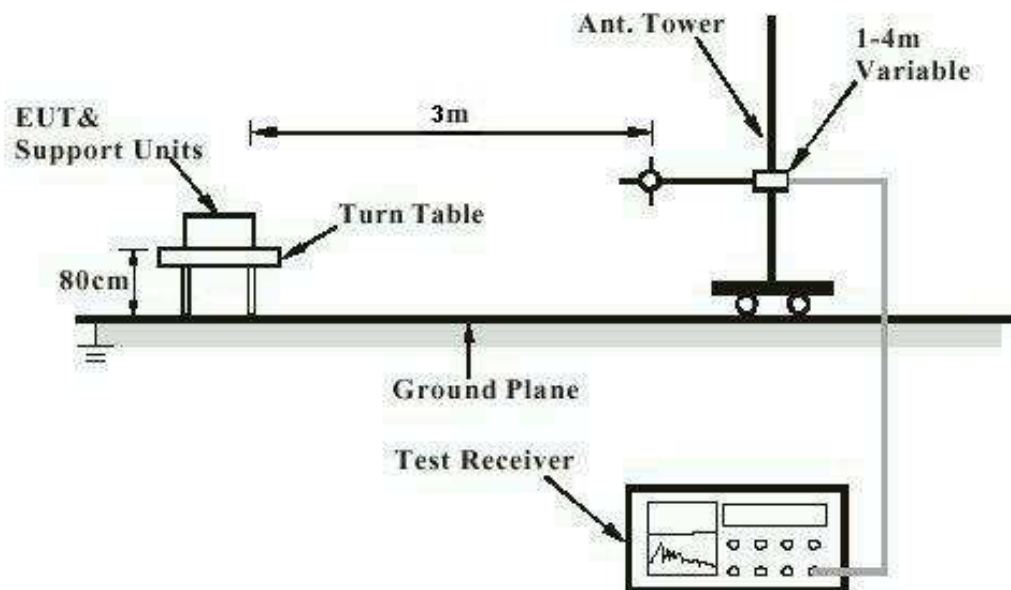 Ant. Tower
1-4m
Variable
EUT&
Support Units
3m
Turn Table
80cm
Ground Plane
Test Receiver